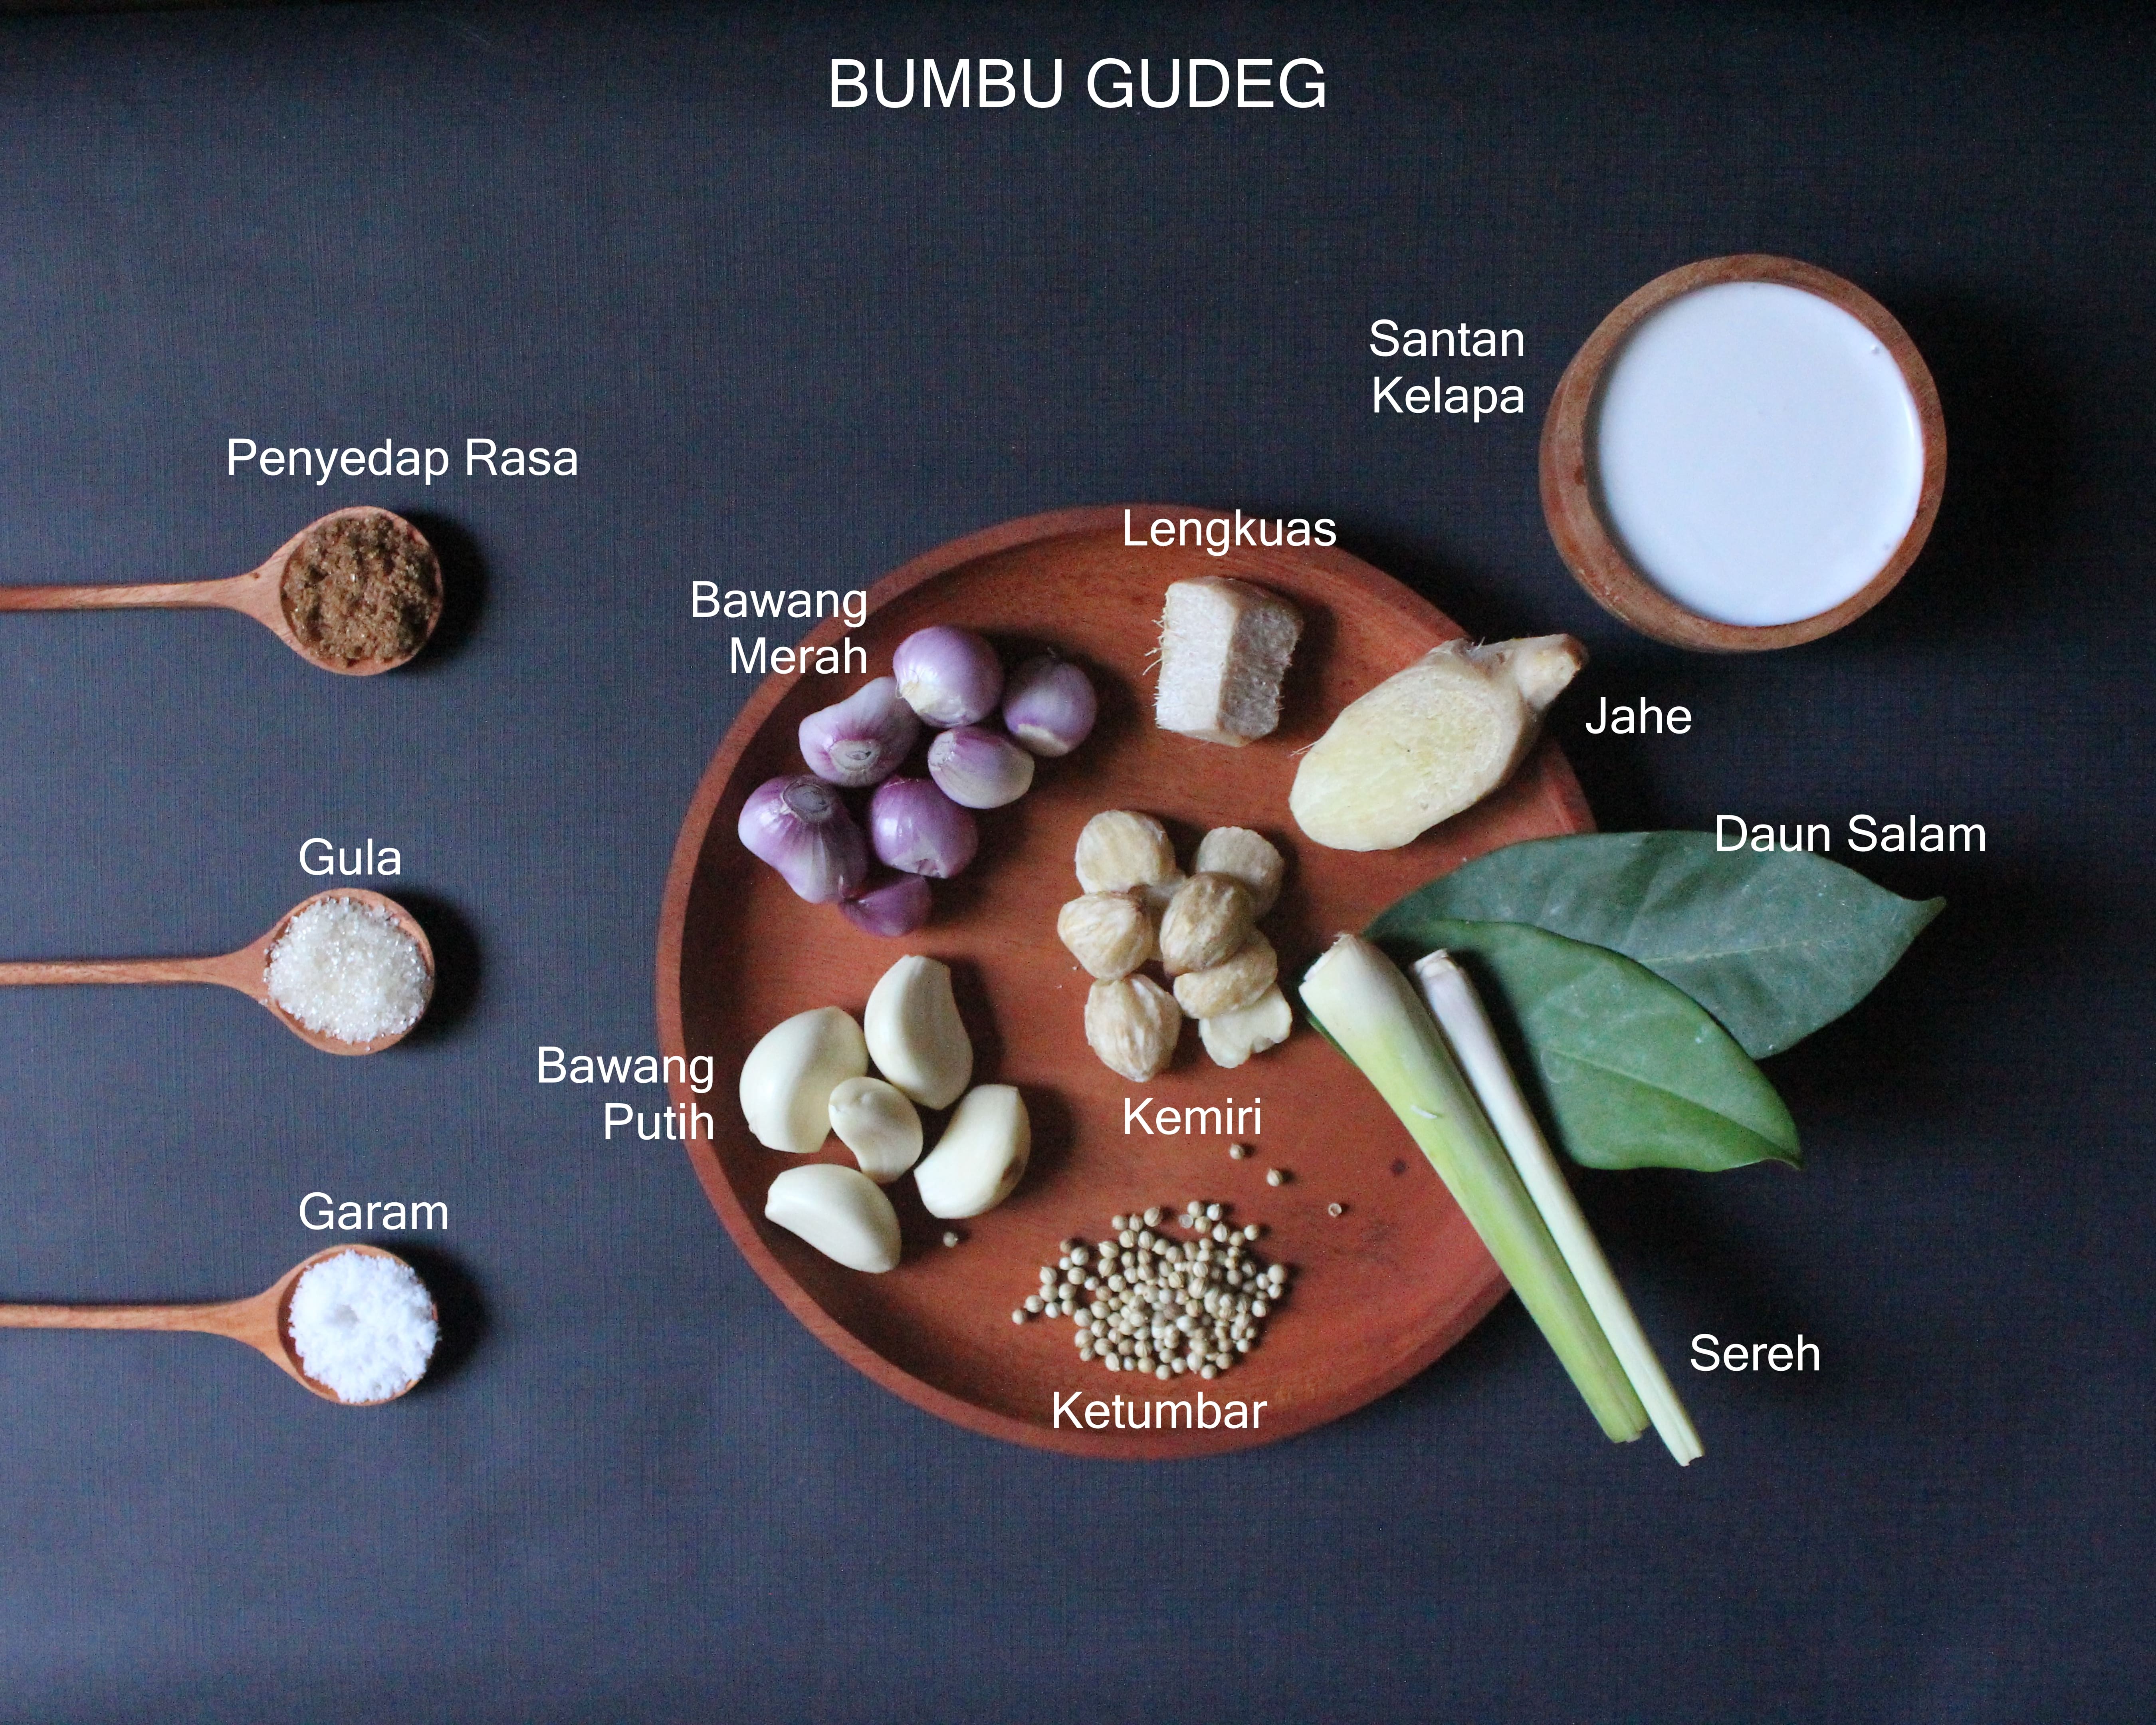 BUMBU GUDEG
Santan
Kelapa
Penyedap Rasa
Lengkuas
Bawang
Merah
Jahe
Daun Salam
Gula
Bawang
Putih
Kemiri
Garam
Sereh
Ketumbar